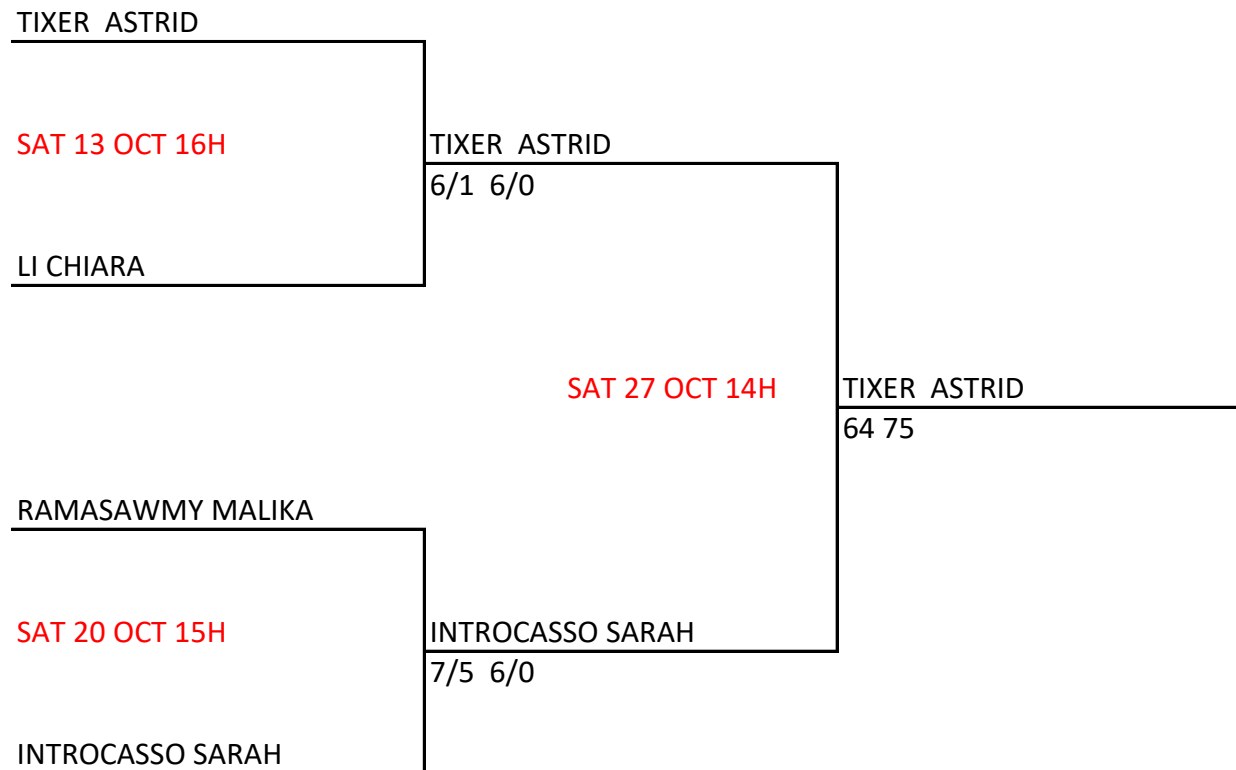 TIXER  ASTRID
SAT 13 OCT 16H
TIXER  ASTRID
6/1  6/0
LI CHIARA
SAT 27 OCT 14H
TIXER  ASTRID
64 75
RAMASAWMY MALIKA
SAT 20 OCT 15H
INTROCASSO SARAH
7/5  6/0
INTROCASSO SARAH